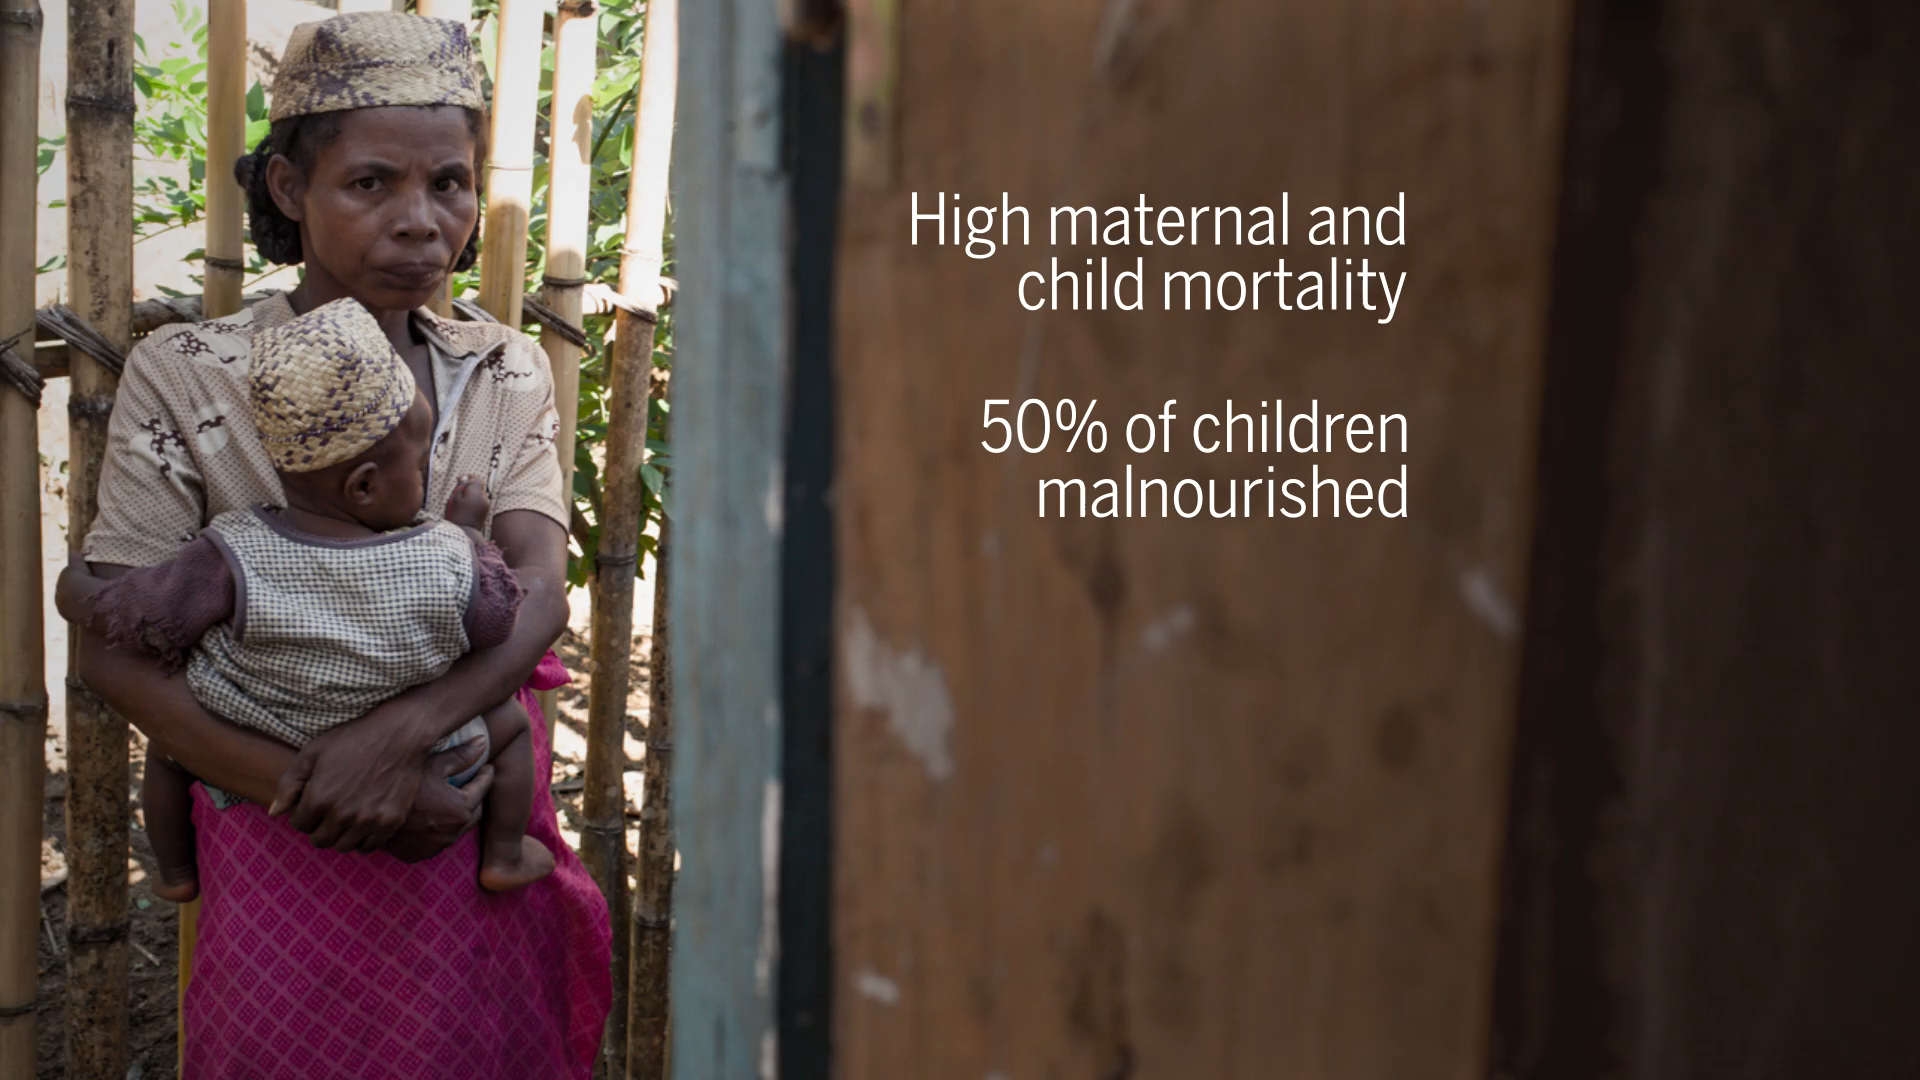 High maternal and
child mortality
50% of children
malnourished